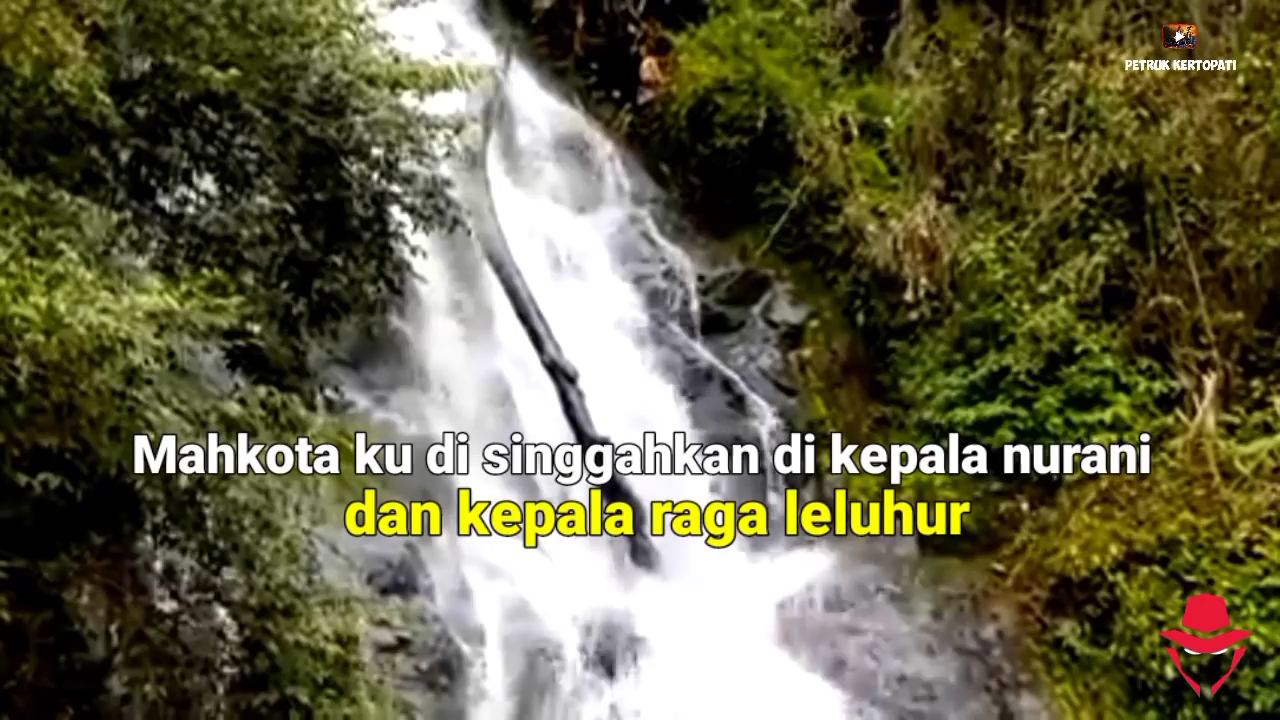 PETRUK KERTOPATI
Mahkota ku di singgahkan di kepala nurani
dan kepala raga leluhur